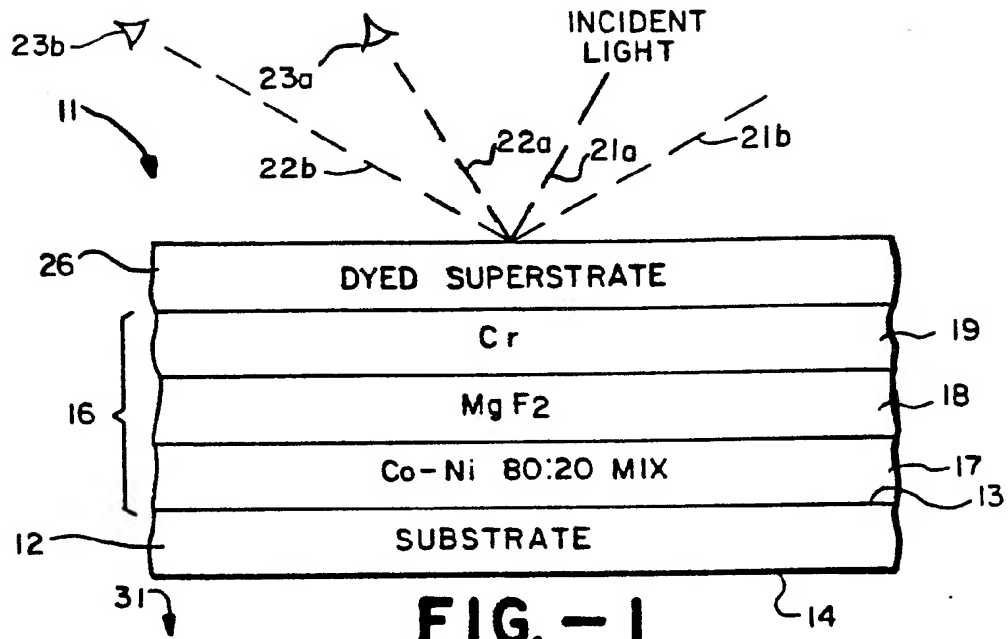 INCIDENT
LIGHT
23b
23a
11
22b
22a
21a
21b
26
DYED SUPERSTRATE
Cr
19
16
MgF2
18
Co-Ni 80:20 MIX
17
13
12
SUBSTRATE
31
14
FIG.-1